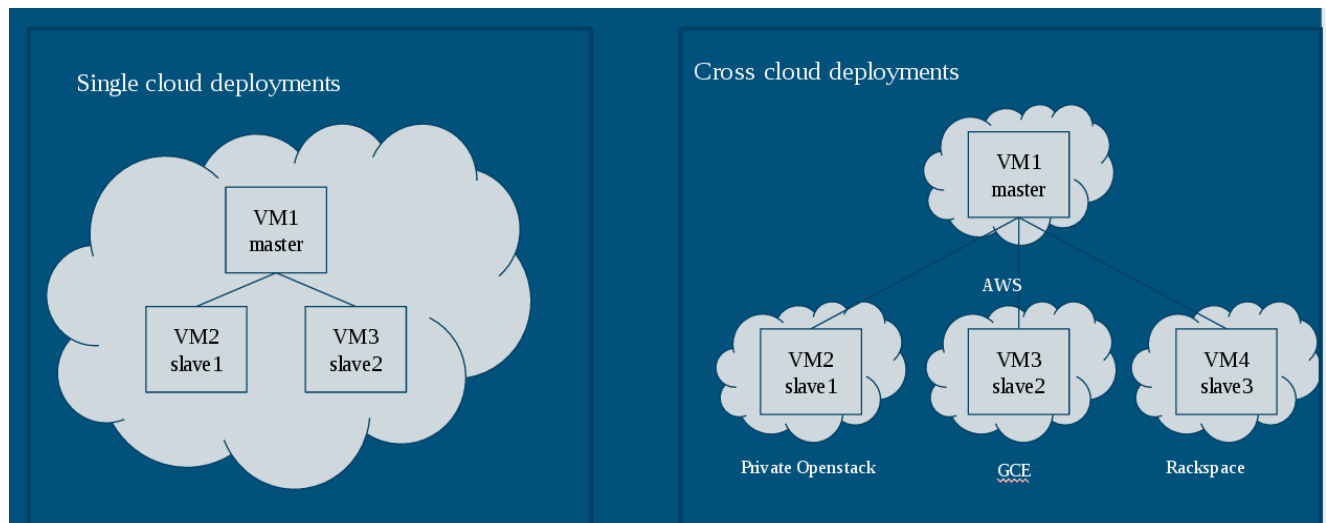 Single cloud deployments
VM1
master
VM2
slave1
VM3
slave2
Cross cloud deployments
VM1
master
AWS
VM2
slave1
VM3
slave2
VM4
slave3
Private Openstack
GCE
Rackspace